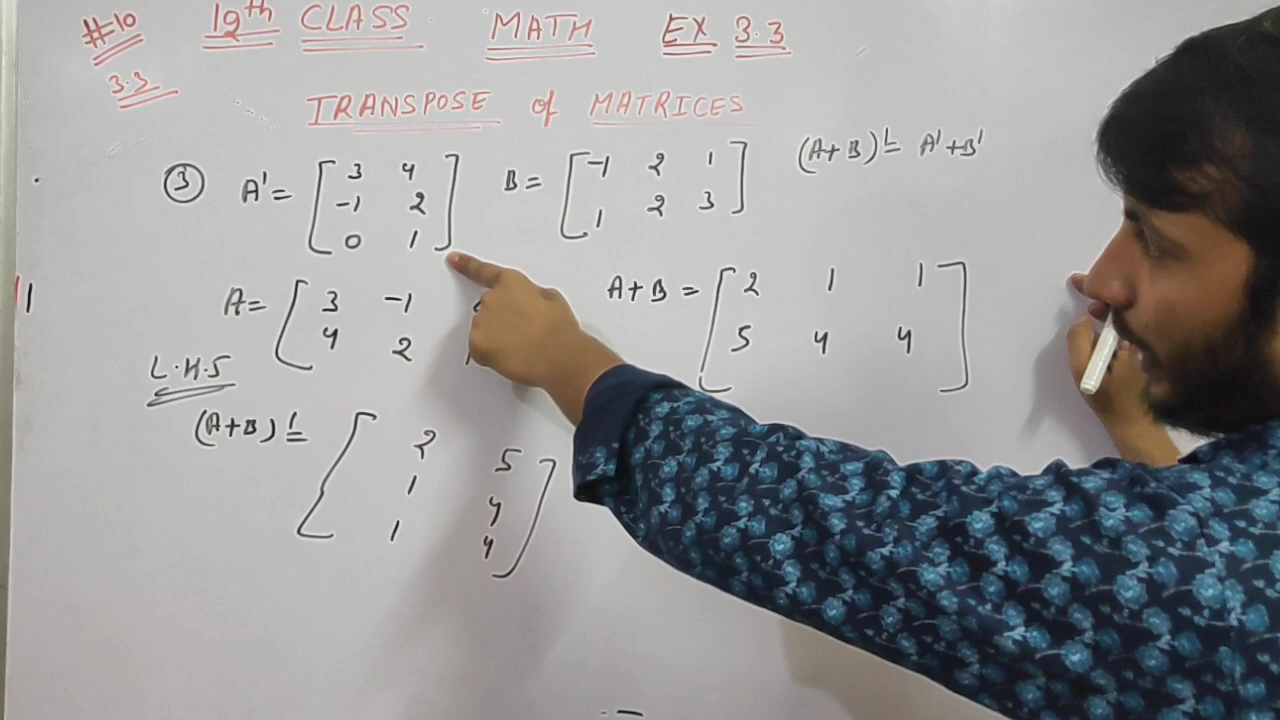 #10 12th CLASS MATH EX 3.3
3.3
TRANSPOSE of MATRICES
③ A' = [3 4 B = [-1 2 1] (A+B)' = A'+B'
-1 2 1 2 3]
0 1]
A = [3 -1 A+B = [2 1 1
4 2 5 4 4]
L.H.S
(A+B)' = [2 5
1 4
1 4]